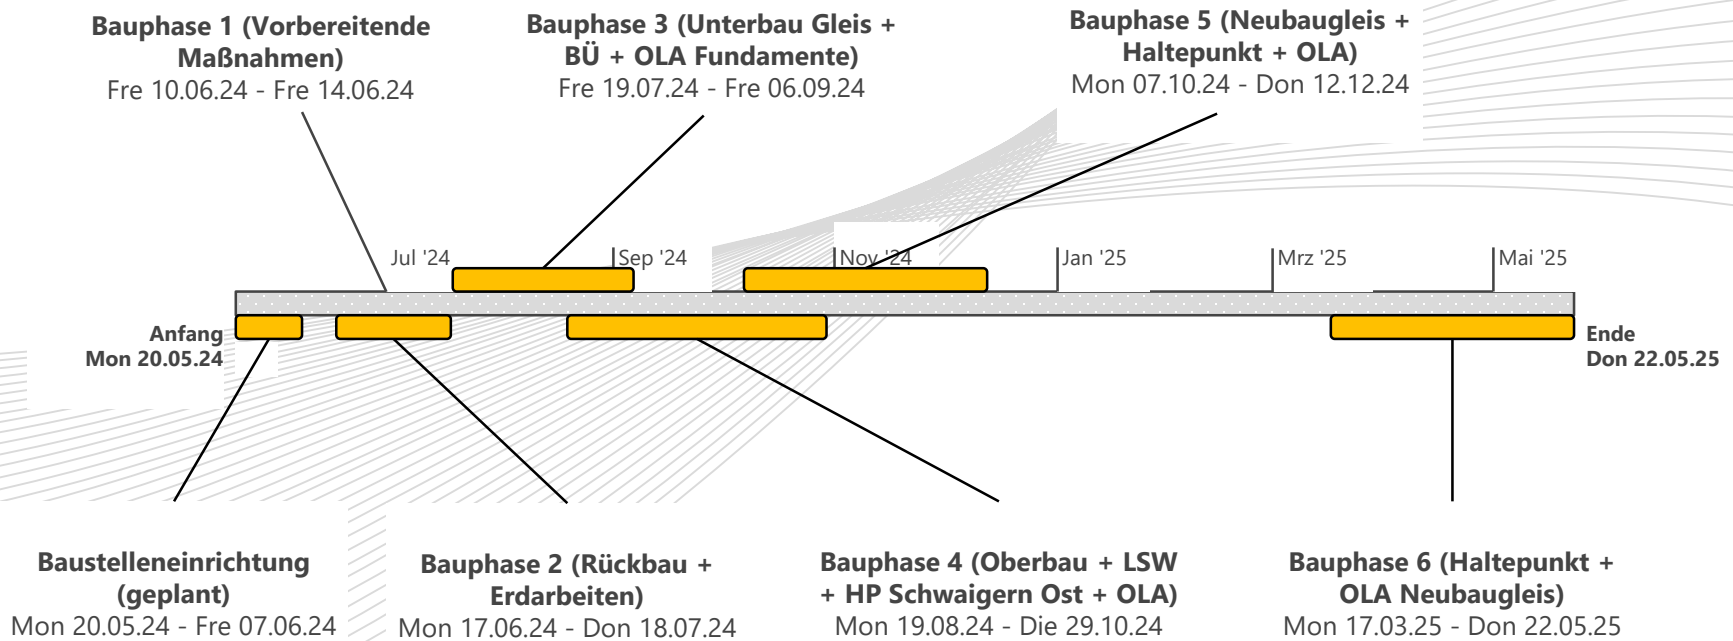 Bauphase 1 (Vorbereitende
Maßnahmen)
Fre 10.06.24 - Fre 14.06.24
Bauphase 3 (Unterbau Gleis +
BÜ + OLA Fundamente)
Fre 19.07.24 - Fre 06.09.24
Bauphase 5 (Neubaugleis +
Haltepunkt + OLA)
Mon 07.10.24 - Don 12.12.24
Jul '24
Sep '24
Nov '24
Jan '25
Mrz '25
Mai '25
Anfang
Mon 20.05.24
Ende
Don 22.05.25
Baustelleneinrichtung
(geplant)
Mon 20.05.24 - Fre 07.06.24
Bauphase 2 (Rückbau +
Erdarbeiten)
Mon 17.06.24 - Don 18.07.24
Bauphase 4 (Oberbau + LSW
+ HP Schwaigern Ost + OLA)
Mon 19.08.24 - Die 29.10.24
Bauphase 6 (Haltepunkt +
OLA Neubaugleis)
Mon 17.03.25 - Don 22.05.25